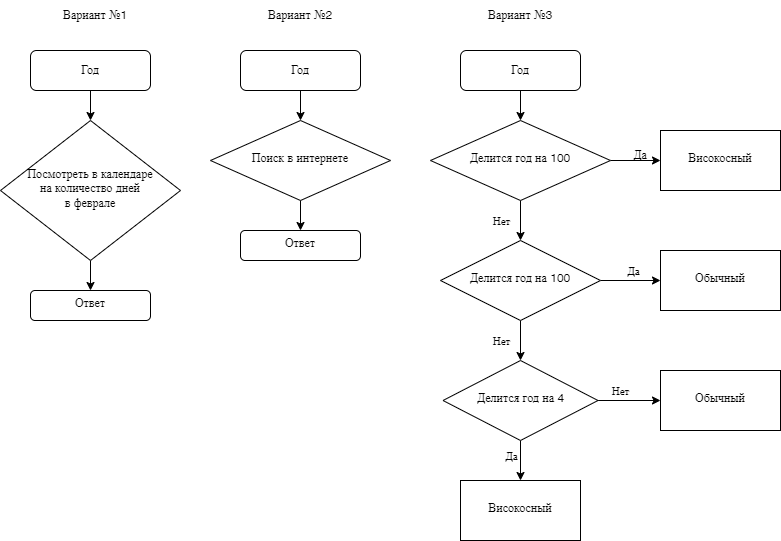 Вариант №1
Год
Посмотреть в календаре
на количество дней
в феврале
Ответ
Вариант №2
Год
Поиск в интернете
Ответ
Вариант №3
Год
Делится год на 100
Да
Високосный
Нет
Делится год на 100
Да
Обычный
Нет
Делится год на 4
Нет
Обычный
Да
Високосный